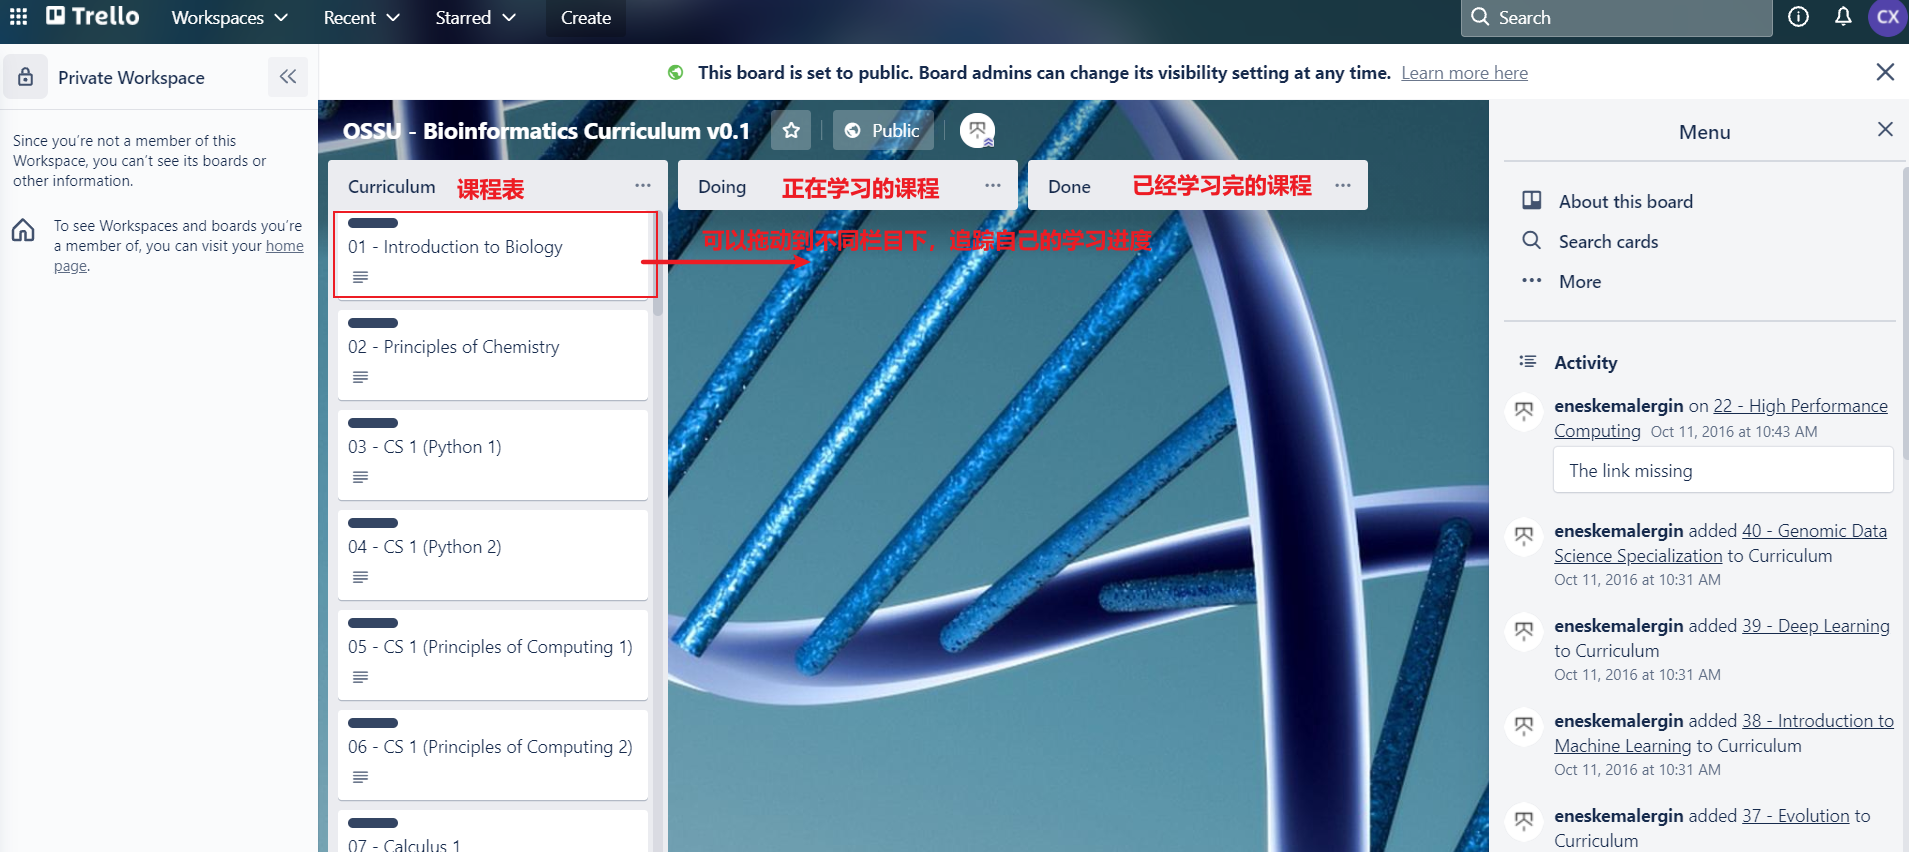 Trello
Workspaces
Recent
Starred
Create
Search
CX
Private Workspace
This board is set to public. Board admins can change its visibility setting at any time. Learn more here
Since you’re not a member of this
Workspace, you can’t see its boards or
other information.
To see Workspaces and boards you’re
a member of, you can visit your home
page.
OSSU - Bioinformatics Curriculum v0.1
Public
Curriculum 课程表
01 - Introduction to Biology
02 - Principles of Chemistry
03 - CS 1 (Python 1)
04 - CS 1 (Python 2)
05 - CS 1 (Principles of Computing 1)
06 - CS 1 (Principles of Computing 2)
07 - Calculus 1
Doing 正在学习的课程
Done 已经学习完的课程
可以拖动到不同栏目下，追踪自己的学习进度
Menu
About this board
Search cards
More
Activity
eneskemalergin on 22 - High Performance
Computing Oct 11, 2016 at 10:43 AM
The link missing
eneskemalergin added 40 - Genomic Data
Science Specialization to Curriculum
Oct 11, 2016 at 10:31 AM
eneskemalergin added 39 - Deep Learning
to Curriculum
Oct 11, 2016 at 10:31 AM
eneskemalergin added 38 - Introduction to
Machine Learning to Curriculum
Oct 11, 2016 at 10:31 AM
eneskemalergin added 37 - Evolution to
Curriculum